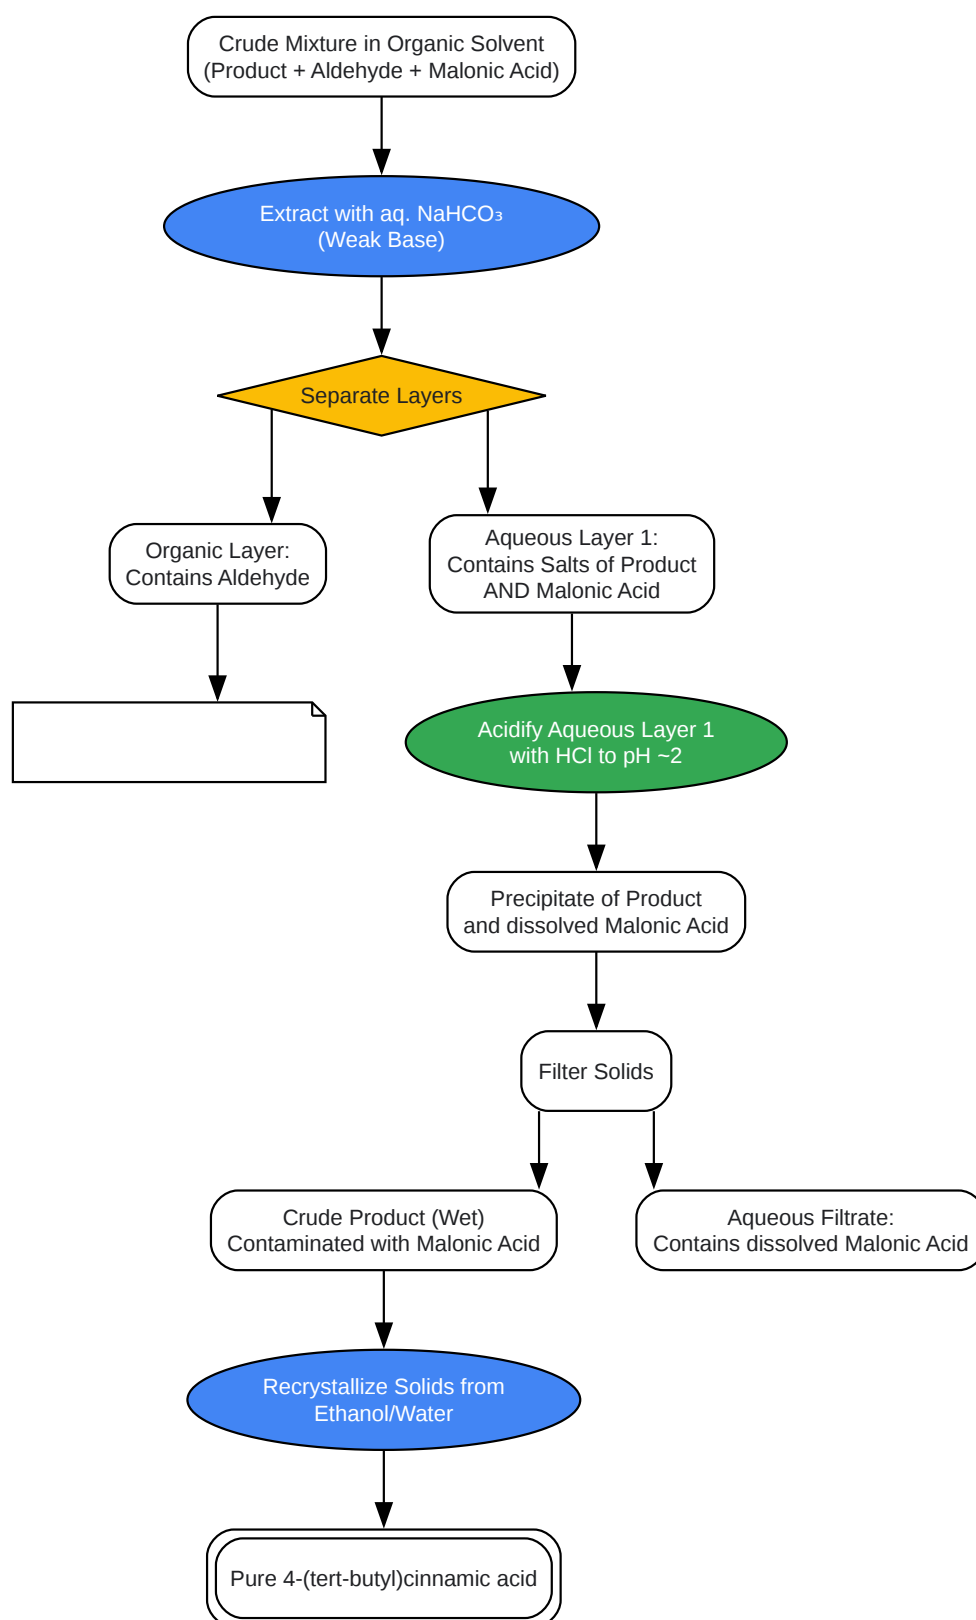 Crude Mixture in Organic Solvent
(Product + Aldehyde + Malonic Acid)
Extract with aq. NaHCO₃
(Weak Base)
Separate Layers
Organic Layer:
Contains Aldehyde
Aqueous Layer 1:
Contains Salts of Product
AND Malonic Acid
Acidify Aqueous Layer 1
with HCl to pH ~2
Precipitate of Product
and dissolved Malonic Acid
Filter Solids
Crude Product (Wet)
Contaminated with Malonic Acid
Aqueous Filtrate:
Contains dissolved Malonic Acid
Recrystallize Solids from
Ethanol/Water
Pure 4-(tert-butyl)cinnamic acid